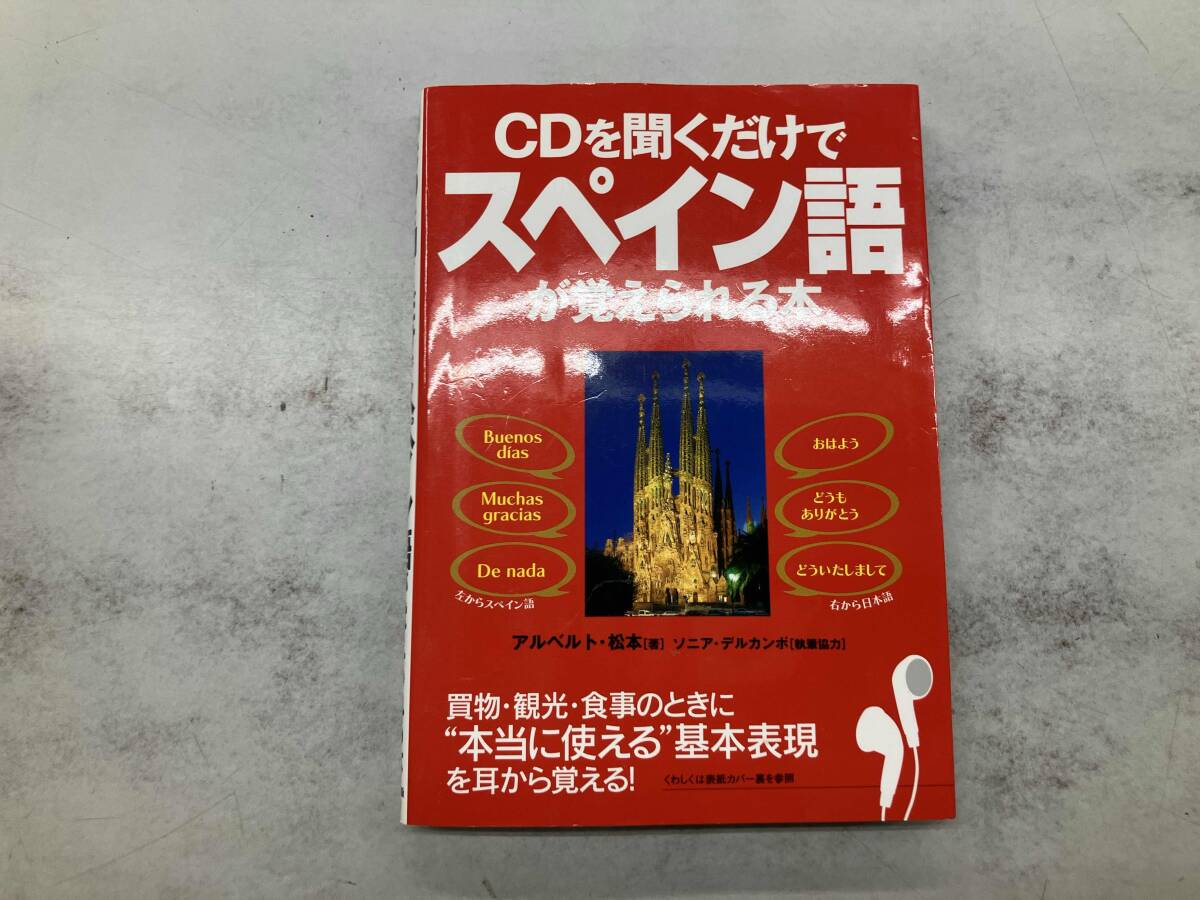 CDを聞くだけで
スペイン語
が覚えられる本
Buenos
días
おはよう
Muchas
gracias
どうも
ありがとう
De nada
どういたしまして
左からスペイン語
右から日本語
アルベルト・松本[著] ソニア・デルカンポ[執筆協力]
買物・観光・食事のときに
“本当に使える”基本表現
を耳から覚える!
くわしくは表紙カバー裏を参照